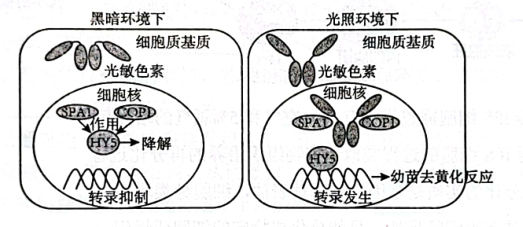 黑暗环境下
细胞质基质
光敏色素
细胞核
SPA1
COP1
作用
HY5
降解
转录抑制
光照环境下
细胞质基质
光敏色素
细胞核
SPA1
COP1
HY5
幼苗去黄化反应
转录发生